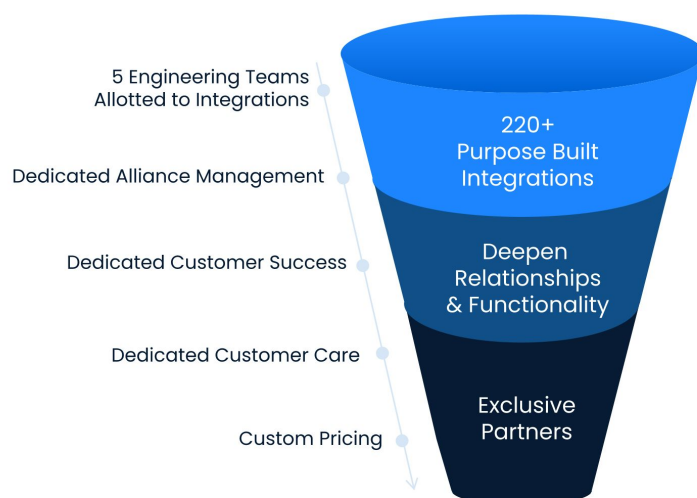 5 Engineering Teams
Allotted to Integrations
Dedicated Alliance Management
Dedicated Customer Success
Dedicated Customer Care
Custom Pricing
220+
Purpose Built
Integrations
Deepen
Relationships
& Functionality
Exclusive
Partners